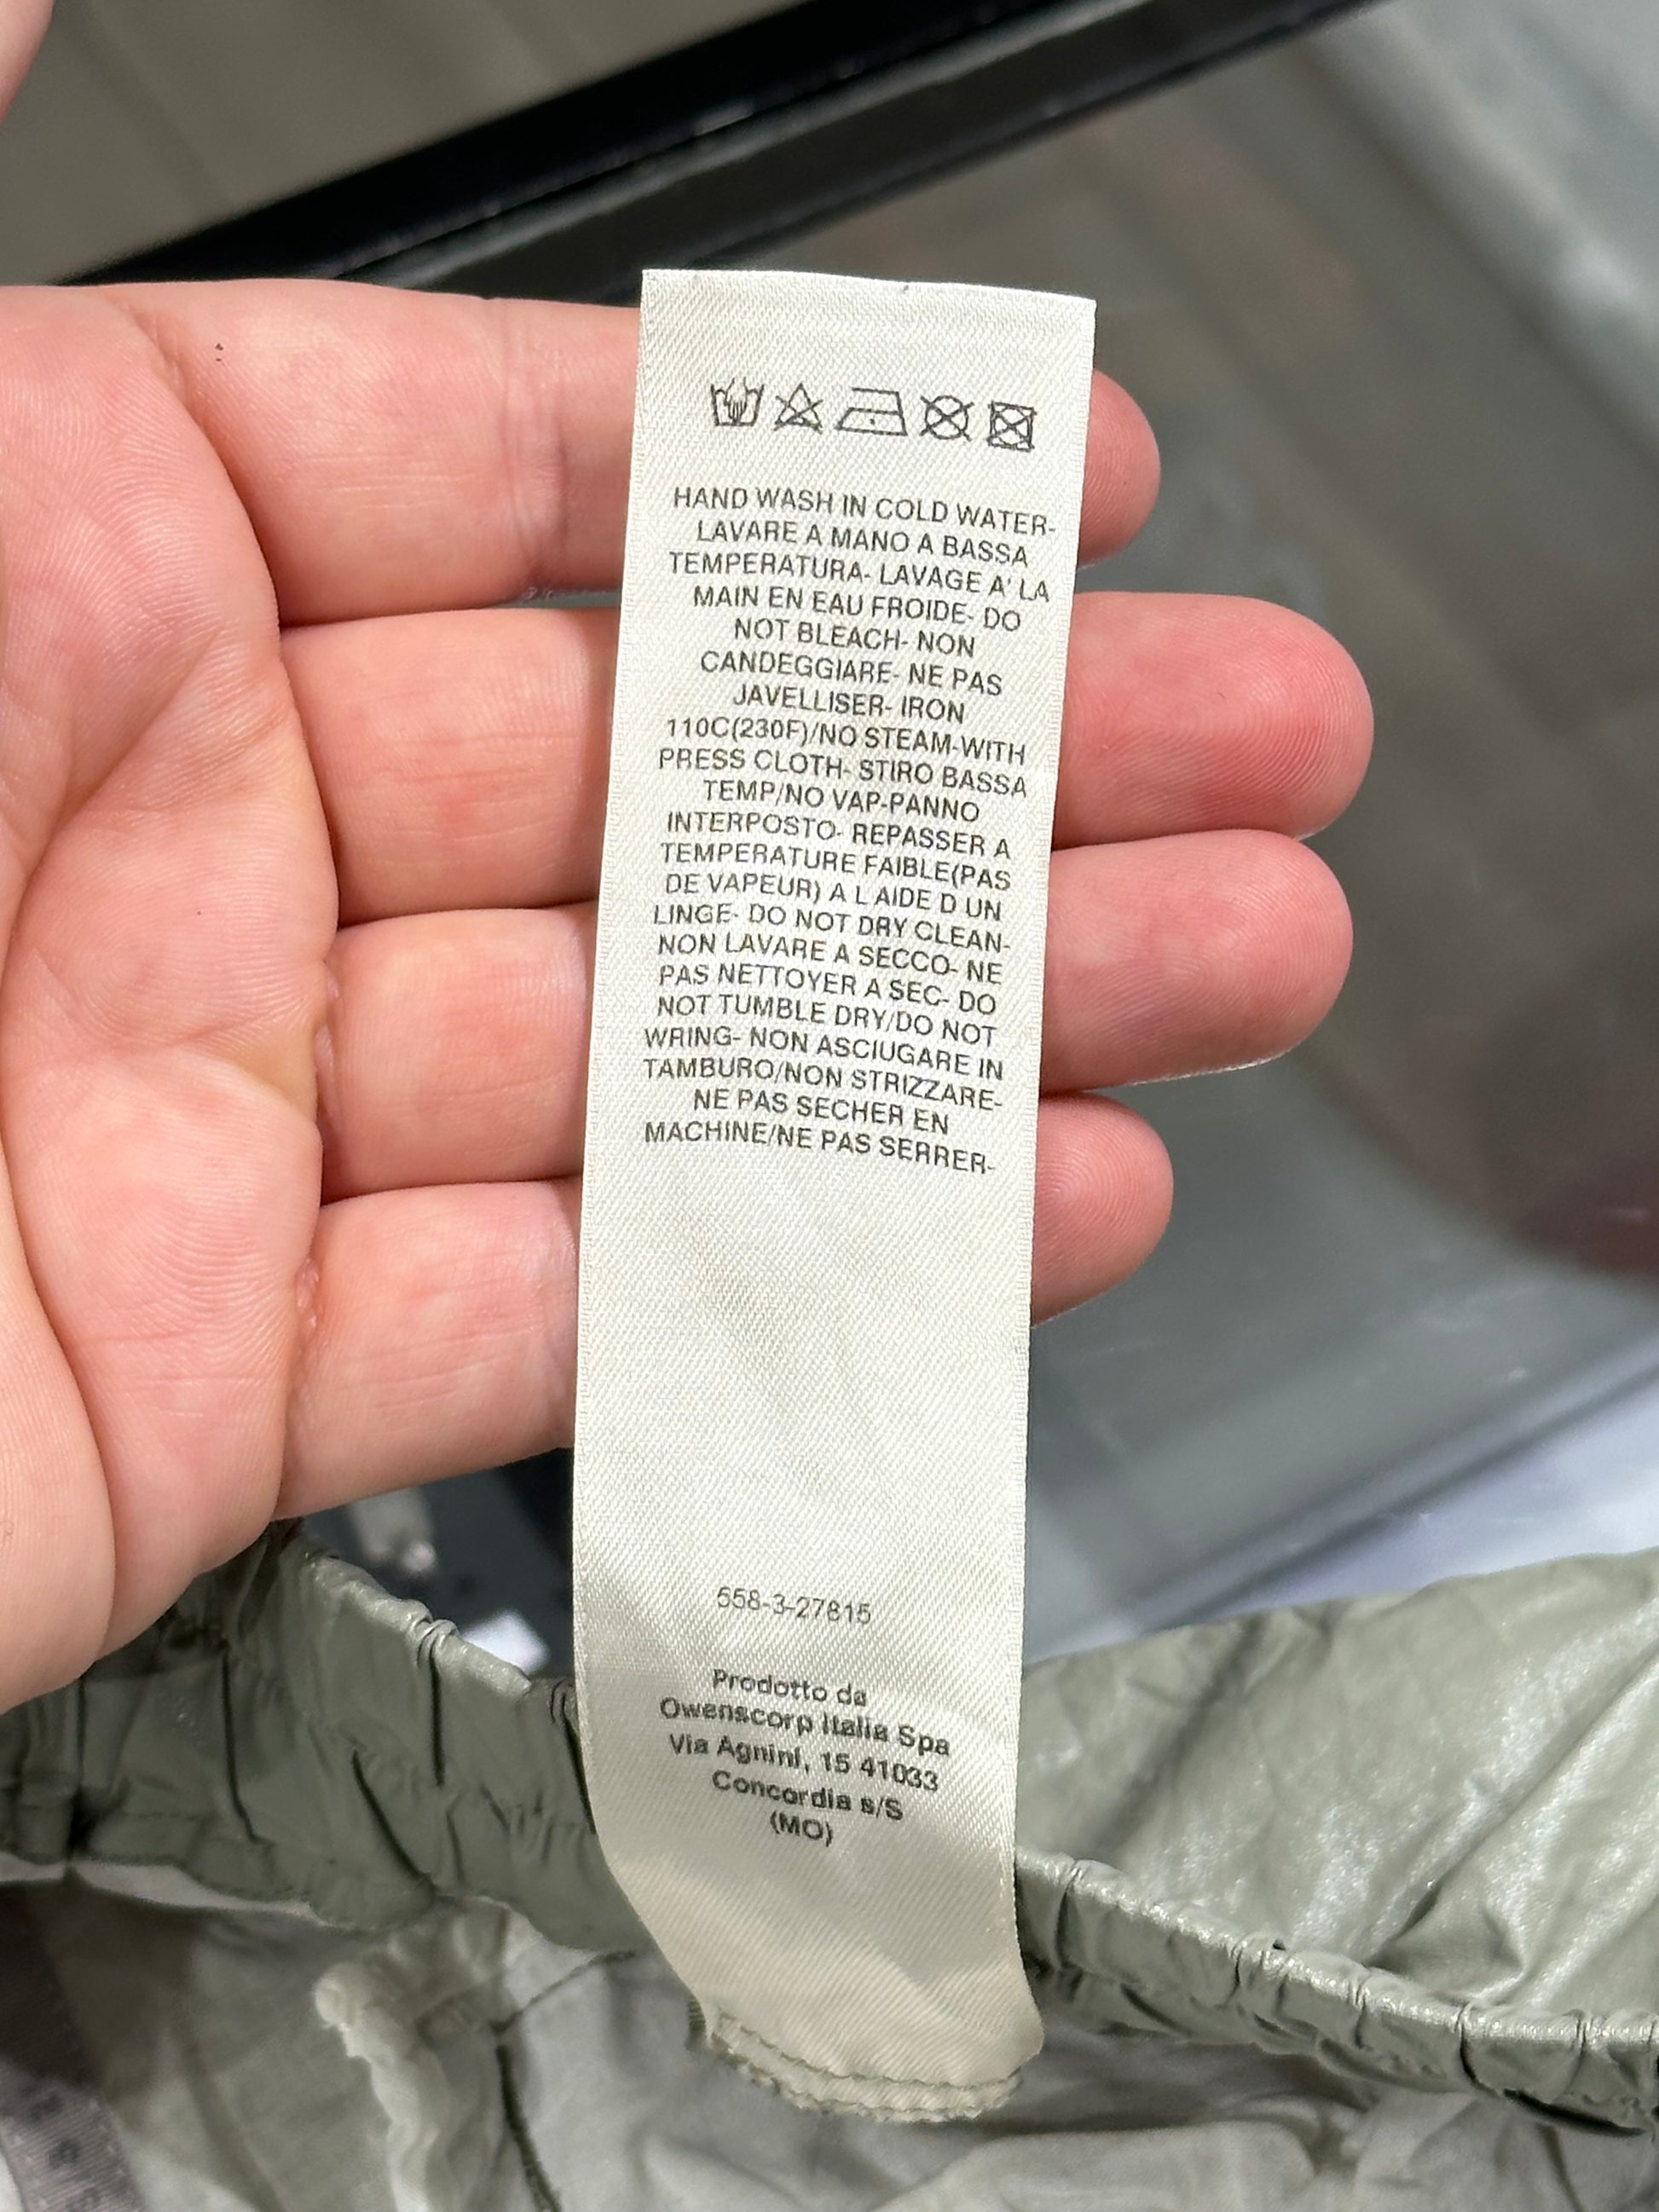 HAND WASH IN COLD WATER-
LAVARE A MANO A BASSA
TEMPERATURA- LAVAGE A' LA
MAIN EN EAU FROIDE- DO
NOT BLEACH- NON
CANDEGGIARE- NE PAS
JAVELLISER- IRON
110C(230F)/NO STEAM-WITH
PRESS CLOTH- STIRO BASSA
TEMP/NO VAP-PANNO
INTERPOSTO- REPASSER A
TEMPERATURE FAIBLE(PAS
DE VAPEUR) A L AIDE D UN
LINGE- DO NOT DRY CLEAN-
NON LAVARE A SECCO- NE
PAS NETTOYER A SEC- DO
NOT TUMBLE DRY/DO NOT
WRING- NON ASCIUGARE IN
TAMBURO/NON STRIZZARE-
NE PAS SECHER EN
MACHINE/NE PAS SERRER-
558-3-27815
Prodotto da
Owenscorp Italia Spa
Via Agnini, 15 41033
Concordia s/S
(MO)